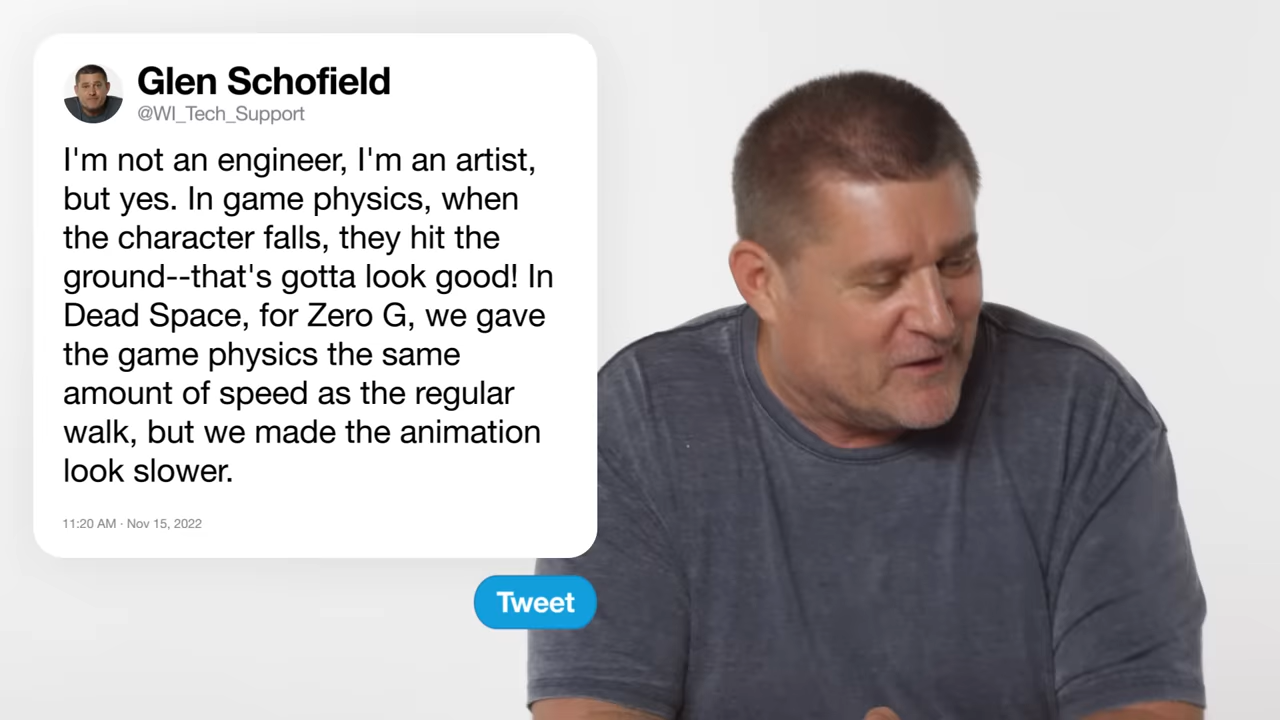 Glen Schofield
@WI_Tech_Support
I'm not an engineer, I'm an artist,
but yes. In game physics, when
the character falls, they hit the
ground--that's gotta look good! In
Dead Space, for Zero G, we gave
the game physics the same
amount of speed as the regular
walk, but we made the animation
look slower.
11:20 AM · Nov 15, 2022
Tweet